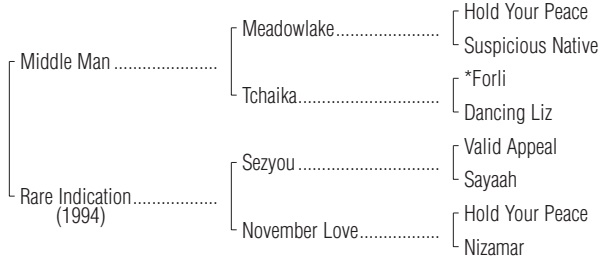 Hold Your Peace
Meadowlake
Suspicious Native
Middle Man
*Forli
Tchaika
Dancing Liz
Valid Appeal
Sezyou
Sayaah
Rare Indication
(1994)
Hold Your Peace
November Love
Nizamar